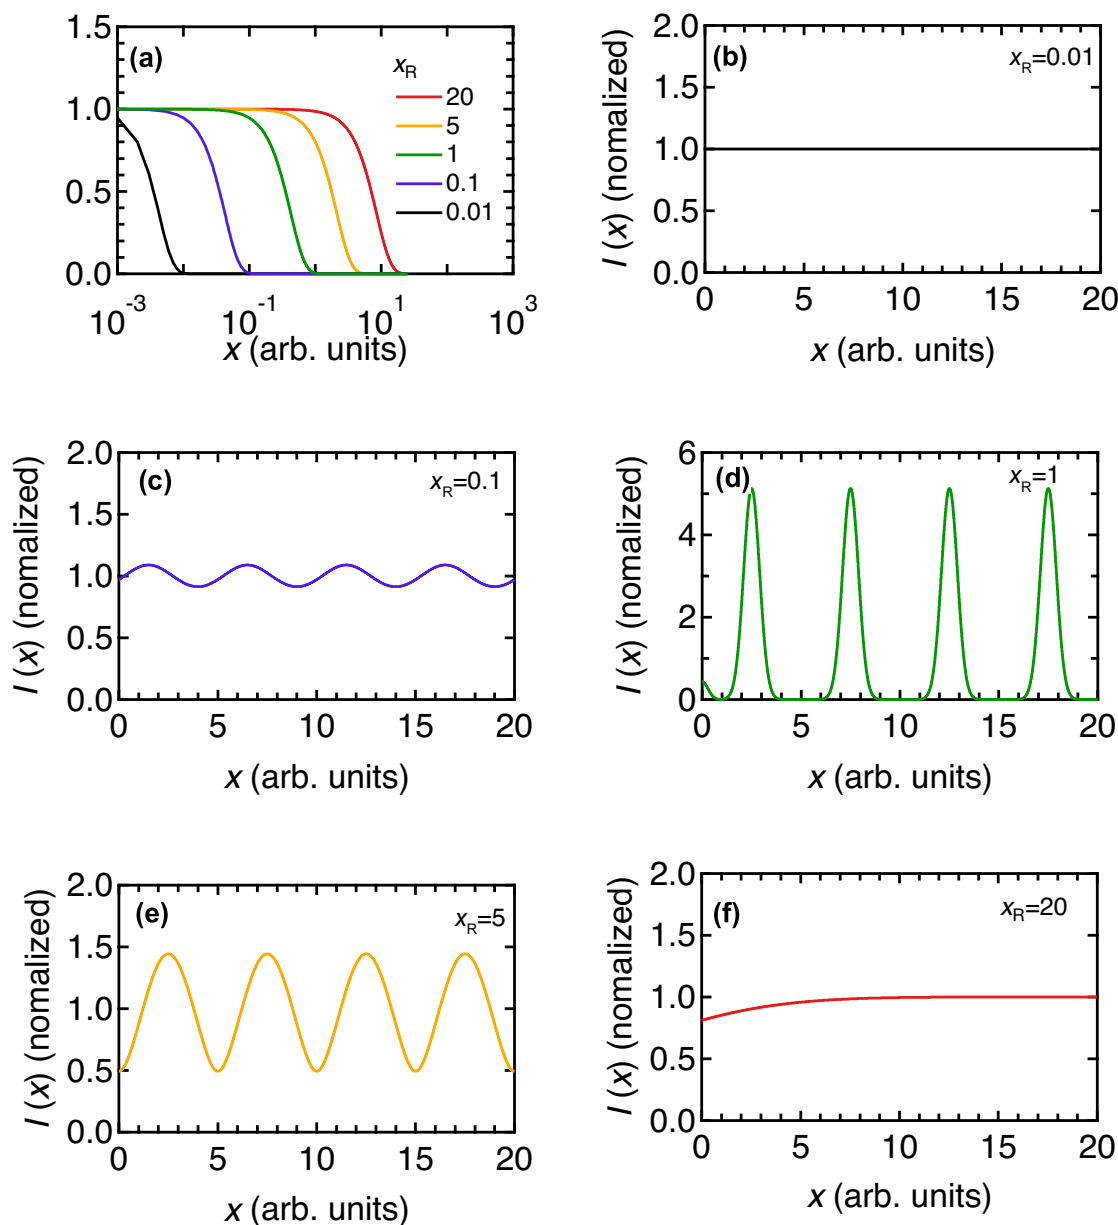 (a)
1.5
1.0
0.5
0.0
x_R
20
5
1
0.1
0.01
10^-3
10^-1
10^1
10^3
x (arb. units)
(b)
x_R=0.01
2.0
1.5
1.0
0.5
0.0
I (x) (nomalized)
0 5 10 15 20
x (arb. units)
(c)
x_R=0.1
2.0
1.5
1.0
0.5
0.0
I (x) (nomalized)
0 5 10 15 20
x (arb. units)
(d)
x_R=1
6
4
2
0
I (x) (nomalized)
0 5 10 15 20
x (arb. units)
(e)
x_R=5
2.0
1.5
1.0
0.5
0.0
I (x) (nomalized)
0 5 10 15 20
x (arb. units)
(f)
x_R=20
2.0
1.5
1.0
0.5
0.0
I (x) (nomalized)
0 5 10 15 20
x (arb. units)